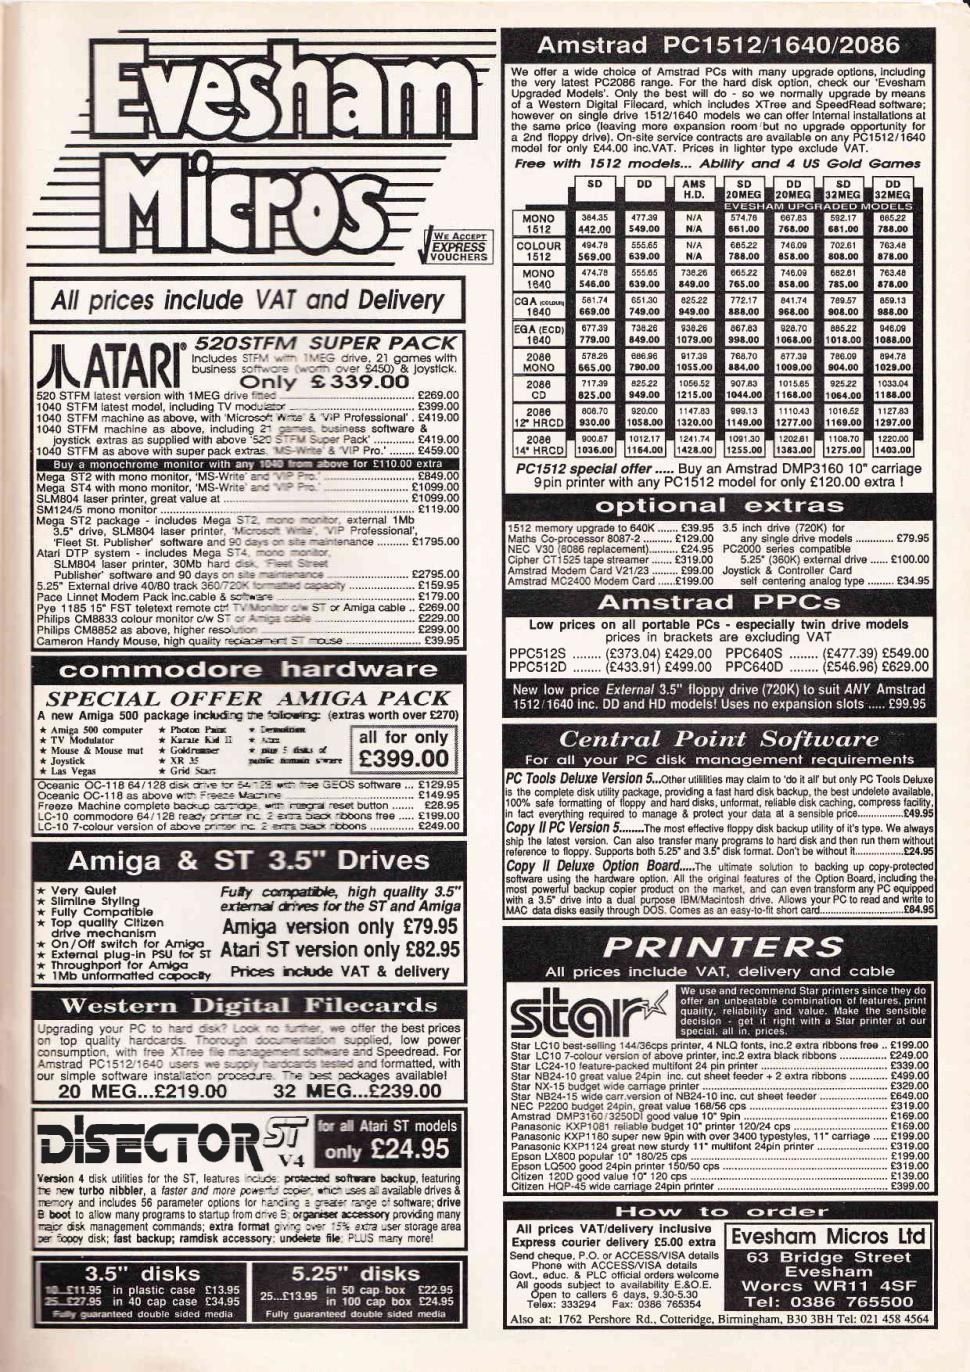 Evesham
Micros
WE ACCEPT
EXPRESS
VOUCHERS
All prices include VAT and Delivery
ATARI®
520STFM SUPER PACK
Includes STFM with 1MEG drive, 21 games with
business software (worth over £450) & joystick.
Only £339.00
520 STFM latest version with 1MEG drive fitted ... £269.00
1040 STFM latest model, including TV modulator ... £399.00
1040 STFM machine as above, with 'Microsoft Write' & 'VIP Professional' .. £419.00
1040 STFM machine as above, including 21 games, business software &
joystick extras as supplied with above '520 STFM Super Pack' ............ £419.00
1040 STFM as above with super pack extras, 'MS-Write' & 'VIP Pro.' ....... £459.00
Buy a monochrome monitor with any 1040 from above for £110.00 extra
Mega ST2 with mono monitor, 'MS-Write' and 'VIP Pro.' ... £849.00
Mega ST4 with mono monitor, 'MS-Write' and 'VIP Pro.' ... £1099.00
SLM804 laser printer, great value at ... £1099.00
SM124/5 mono monitor ... £119.00
Mega ST2 package - includes Mega ST2, mono monitor, external 1Mb
3.5" drive, SLM804 laser printer, 'Microsoft Write', 'VIP Professional',
'Fleet St. Publisher' software and 90 days on site maintenance .......... £1795.00
Atari DTP system - includes Mega ST4, mono monitor,
SLM804 laser printer, 30Mb hard disk, 'Fleet Street
Publisher' software and 90 days on site maintenance ... £2795.00
5.25" External drive 40/80 track 360/720K formatted capacity ... £159.95
Pace Linnet Modem Pack inc.cable & software ... £179.00
Pye 1185 15" FST teletext remote ctrl TV/Monitor c/w ST or Amiga cable .. £269.00
Philips CM8833 colour monitor c/w ST or Amiga cable ... £229.00
Philips CM8852 as above, higher resolution ... £299.00
Cameron Handy Mouse, high quality replacement ST mouse ... £39.95
commodore hardware
SPECIAL OFFER AMIGA PACK
A new Amiga 500 package including the following: (extras worth over £270)
★ Amiga 500 computer ★ Photon Paint
★ TV Modulator ★ Karate Kid II
★ Mouse & Mouse mat ★ Goldrunner ★ plus 5 disks of
★ Joystick ★ XR 35 public domain s/ware
★ Las Vegas ★ Grid Start
all for only
£399.00
Oceanic OC-118 64/128 disk drive for 64/128 with free GEOS software ... £129.95
Oceanic OC-118 as above with Freeze Machine ... £149.95
Freeze Machine complete backup cartridge, with integral reset button ... £28.95
LC-10 commodore 64/128 ready printer inc. 2 extra black ribbons free .... £199.00
LC-10 7-colour version of above printer inc. 2 extra black ribbons ... £249.00
Amiga & ST 3.5" Drives
★ Very Quiet
★ Slimline Styling
★ Fully Compatible
★ Top quality Citizen
drive mechanism
★ On/Off switch for Amiga
★ External plug-in PSU for ST
★ Throughport for Amiga
★ 1Mb unformatted capacity
Fully compatible, high quality 3.5"
external drives for the ST and Amiga
Amiga version only £79.95
Atari ST version only £82.95
Prices include VAT & delivery
Western Digital Filecards
Upgrading your PC to hard disk? Look no further, we offer the best prices
on top quality hardcards. Thorough documentation supplied, low power
consumption, with free XTree file management software and Speedread. For
Amstrad PC1512/1640 users we supply hardcards tested and formatted, with
our simple software installation procedure. The best packages available!
20 MEG...£219.00 32 MEG...£239.00
DISECTOR ST
V4
for all Atari ST models
only £24.95
Version 4 disk utilities for the ST, features include: protected software backup, featuring
the new turbo nibbler, a faster and more powerful copier, which uses all available drives &
memory and includes 56 parameter options for handling a greater range of software; drive
B boot to allow many programs to startup from drive B; organiser accessory providing many
major disk management commands; extra format giving over 15% extra user storage area
per floppy disk; fast backup; ramdisk accessory; undelete file; PLUS many more!
3.5" disks
10...£11.95 in plastic case £13.95
25...£27.95 in 40 cap case £34.95
Fully guaranteed double sided media
5.25" disks
25...£13.95 in 50 cap box £22.95
in 100 cap box £24.95
Fully guaranteed double sided media
Amstrad PC1512/1640/2086
We offer a wide choice of Amstrad PCs with many upgrade options, including
the very latest PC2086 range. For the hard disk option, check our 'Evesham
Upgraded Models'. Only the best will do - so we normally upgrade by means
of a Western Digital Filecard, which includes XTree and SpeedRead software;
however on single drive 1512/1640 models we can offer Internal installations at
the same price (leaving more expansion room but no upgrade opportunity for
a 2nd floppy drive). On-site service contracts are available on any PC1512/1640
model for only £44.00 inc.VAT. Prices in lighter type exclude VAT.
Free with 1512 models... Ability and 4 US Gold Games
SD DD AMS H.D. SD 20MEG DD 20MEG SD 32MEG DD 32MEG
EVESHAM UPGRADED MODELS
MONO 384.35 477.39 N/A 574.78 667.83 592.17 685.22
1512 442.00 549.00 N/A 661.00 768.00 681.00 788.00
COLOUR 494.78 555.65 N/A 685.22 746.09 702.61 763.48
1512 569.00 639.00 N/A 788.00 858.00 808.00 878.00
MONO 474.78 555.65 738.26 665.22 746.09 682.61 763.48
1640 546.00 639.00 849.00 765.00 858.00 785.00 878.00
CGA (COLOUR) 581.74 651.30 825.22 772.17 841.74 789.57 859.13
1640 669.00 749.00 949.00 888.00 968.00 908.00 988.00
EGA (ECD) 677.39 738.26 938.26 867.83 928.70 885.22 946.09
1640 779.00 849.00 1079.00 998.00 1068.00 1018.00 1088.00
2086 578.26 686.96 917.39 768.70 877.39 786.09 894.78
MONO 665.00 790.00 1055.00 884.00 1009.00 904.00 1029.00
2086 717.39 825.22 1056.52 907.83 1015.65 925.22 1033.04
CD 825.00 949.00 1215.00 1044.00 1168.00 1064.00 1188.00
2086 808.70 920.00 1147.83 999.13 1110.43 1016.52 1127.83
12" HRCD 930.00 1058.00 1320.00 1149.00 1277.00 1169.00 1297.00
2086 900.87 1012.17 1241.74 1091.30 1202.61 1108.70 1220.00
14" HRCD 1036.00 1164.00 1428.00 1255.00 1383.00 1275.00 1403.00
PC1512 special offer ..... Buy an Amstrad DMP3160 10" carriage
9pin printer with any PC1512 model for only £120.00 extra !
optional extras
1512 memory upgrade to 640K ...... £39.95
Maths Co-processor 8087-2 ......... £129.00
NEC V30 (8086 replacement)........ £24.95
Cipher CT1525 tape streamer ....... £319.00
Amstrad Modem Card V21/23 ...... £99.00
Amstrad MC2400 Modem Card ....£199.00
3.5 inch drive (720K) for
any single drive models ............ £79.95
PC2000 series compatible
5.25" (360K) external drive ...... £100.00
Joystick & Controller Card
self centering analog type ........ £34.95
Amstrad PPCs
Low prices on all portable PCs - especially twin drive models
prices in brackets are excluding VAT
PPC512S ........ (£373.04) £429.00 PPC640S ....... (£477.39) £549.00
PPC512D ........ (£433.91) £499.00 PPC640D ....... (£546.96) £629.00
New low price External 3.5" floppy drive (720K) to suit ANY Amstrad
1512/1640 inc. DD and HD models! Uses no expansion slots ..... £99.95
Central Point Software
For all your PC disk management requirements
PC Tools Deluxe Version 5...Other utilities may claim to 'do it all' but only PC Tools Deluxe
is the complete disk utility package, providing a fast hard disk backup, the best undelete available,
100% safe formatting of floppy and hard disks, unformat, reliable disk caching, compress facility,
in fact everything required to manage & protect your data at a sensible price...£49.95
Copy II PC Version 5.......The most effective floppy disk backup utility of it's type. We always
ship the latest version. Can also transfer many programs to hard disk and then run them without
reference to floppy. Supports both 5.25" and 3.5" disk format. Don't be without it...£24.95
Copy II Deluxe Option Board.....The ultimate solution to backing up copy-protected
software using the hardware option. All the original features of the Option Board, including the
most powerful backup copier product on the market, and can even transform any PC equipped
with a 3.5" drive into a dual purpose IBM/Macintosh drive. Allows your PC to read and write to
MAC data disks easily through DOS. Comes as an easy-to-fit short card...£84.95
PRINTERS
All prices include VAT, delivery and cable
star
We use and recommend Star printers since they do
offer an unbeatable combination of features, print
quality, reliability and value. Make the sensible
decision - get it right with a Star printer at our
special, all in, prices.
Star LC10 best-selling 144/36cps printer, 4 NLQ fonts, inc.2 extra ribbons free .. £199.00
Star LC10 7-colour version of above printer, inc.2 extra black ribbons ... £249.00
Star LC24-10 feature-packed multifont 24 pin printer ... £339.00
Star NB24-10 great value 24pin inc. cut sheet feeder + 2 extra ribbons ... £499.00
Star NX-15 budget wide carriage printer ... £329.00
Star NB24-15 wide carr.version of NB24-10 inc. cut sheet feeder ... £649.00
NEC P2200 budget 24pin, great value 168/56 cps ... £319.00
Amstrad DMP3160/3250DI good value 10" 9pin ... £169.00
Panasonic KXP1081 reliable budget 10" printer 120/24 cps ... £169.00
Panasonic KXP1180 super new 9pin with over 3400 typestyles, 11" carriage ..... £199.00
Panasonic KXP1124 great new sturdy 11" multifont 24pin printer ... £319.00
Epson LX800 popular 10" 180/25 cps ... £199.00
Epson LQ500 good 24pin printer 150/50 cps ... £319.00
Citizen 120D good value 10" 120 cps ... £139.00
Citizen HQP-45 wide carriage 24pin printer ... £399.00
How to order
All prices VAT/delivery inclusive
Express courier delivery £5.00 extra
Send cheque, P.O. or ACCESS/VISA details
Phone with ACCESS/VISA details
Govt., educ. & PLC official orders welcome
All goods subject to availability E.&O.E.
Open to callers 6 days, 9.30-5.30
Telex: 333294 Fax: 0386 765354
Evesham Micros Ltd
63 Bridge Street
Evesham
Worcs WR11 4SF
Tel: 0386 765500
Also at: 1762 Pershore Rd., Cotteridge, Birmingham, B30 3BH Tel: 021 458 4564